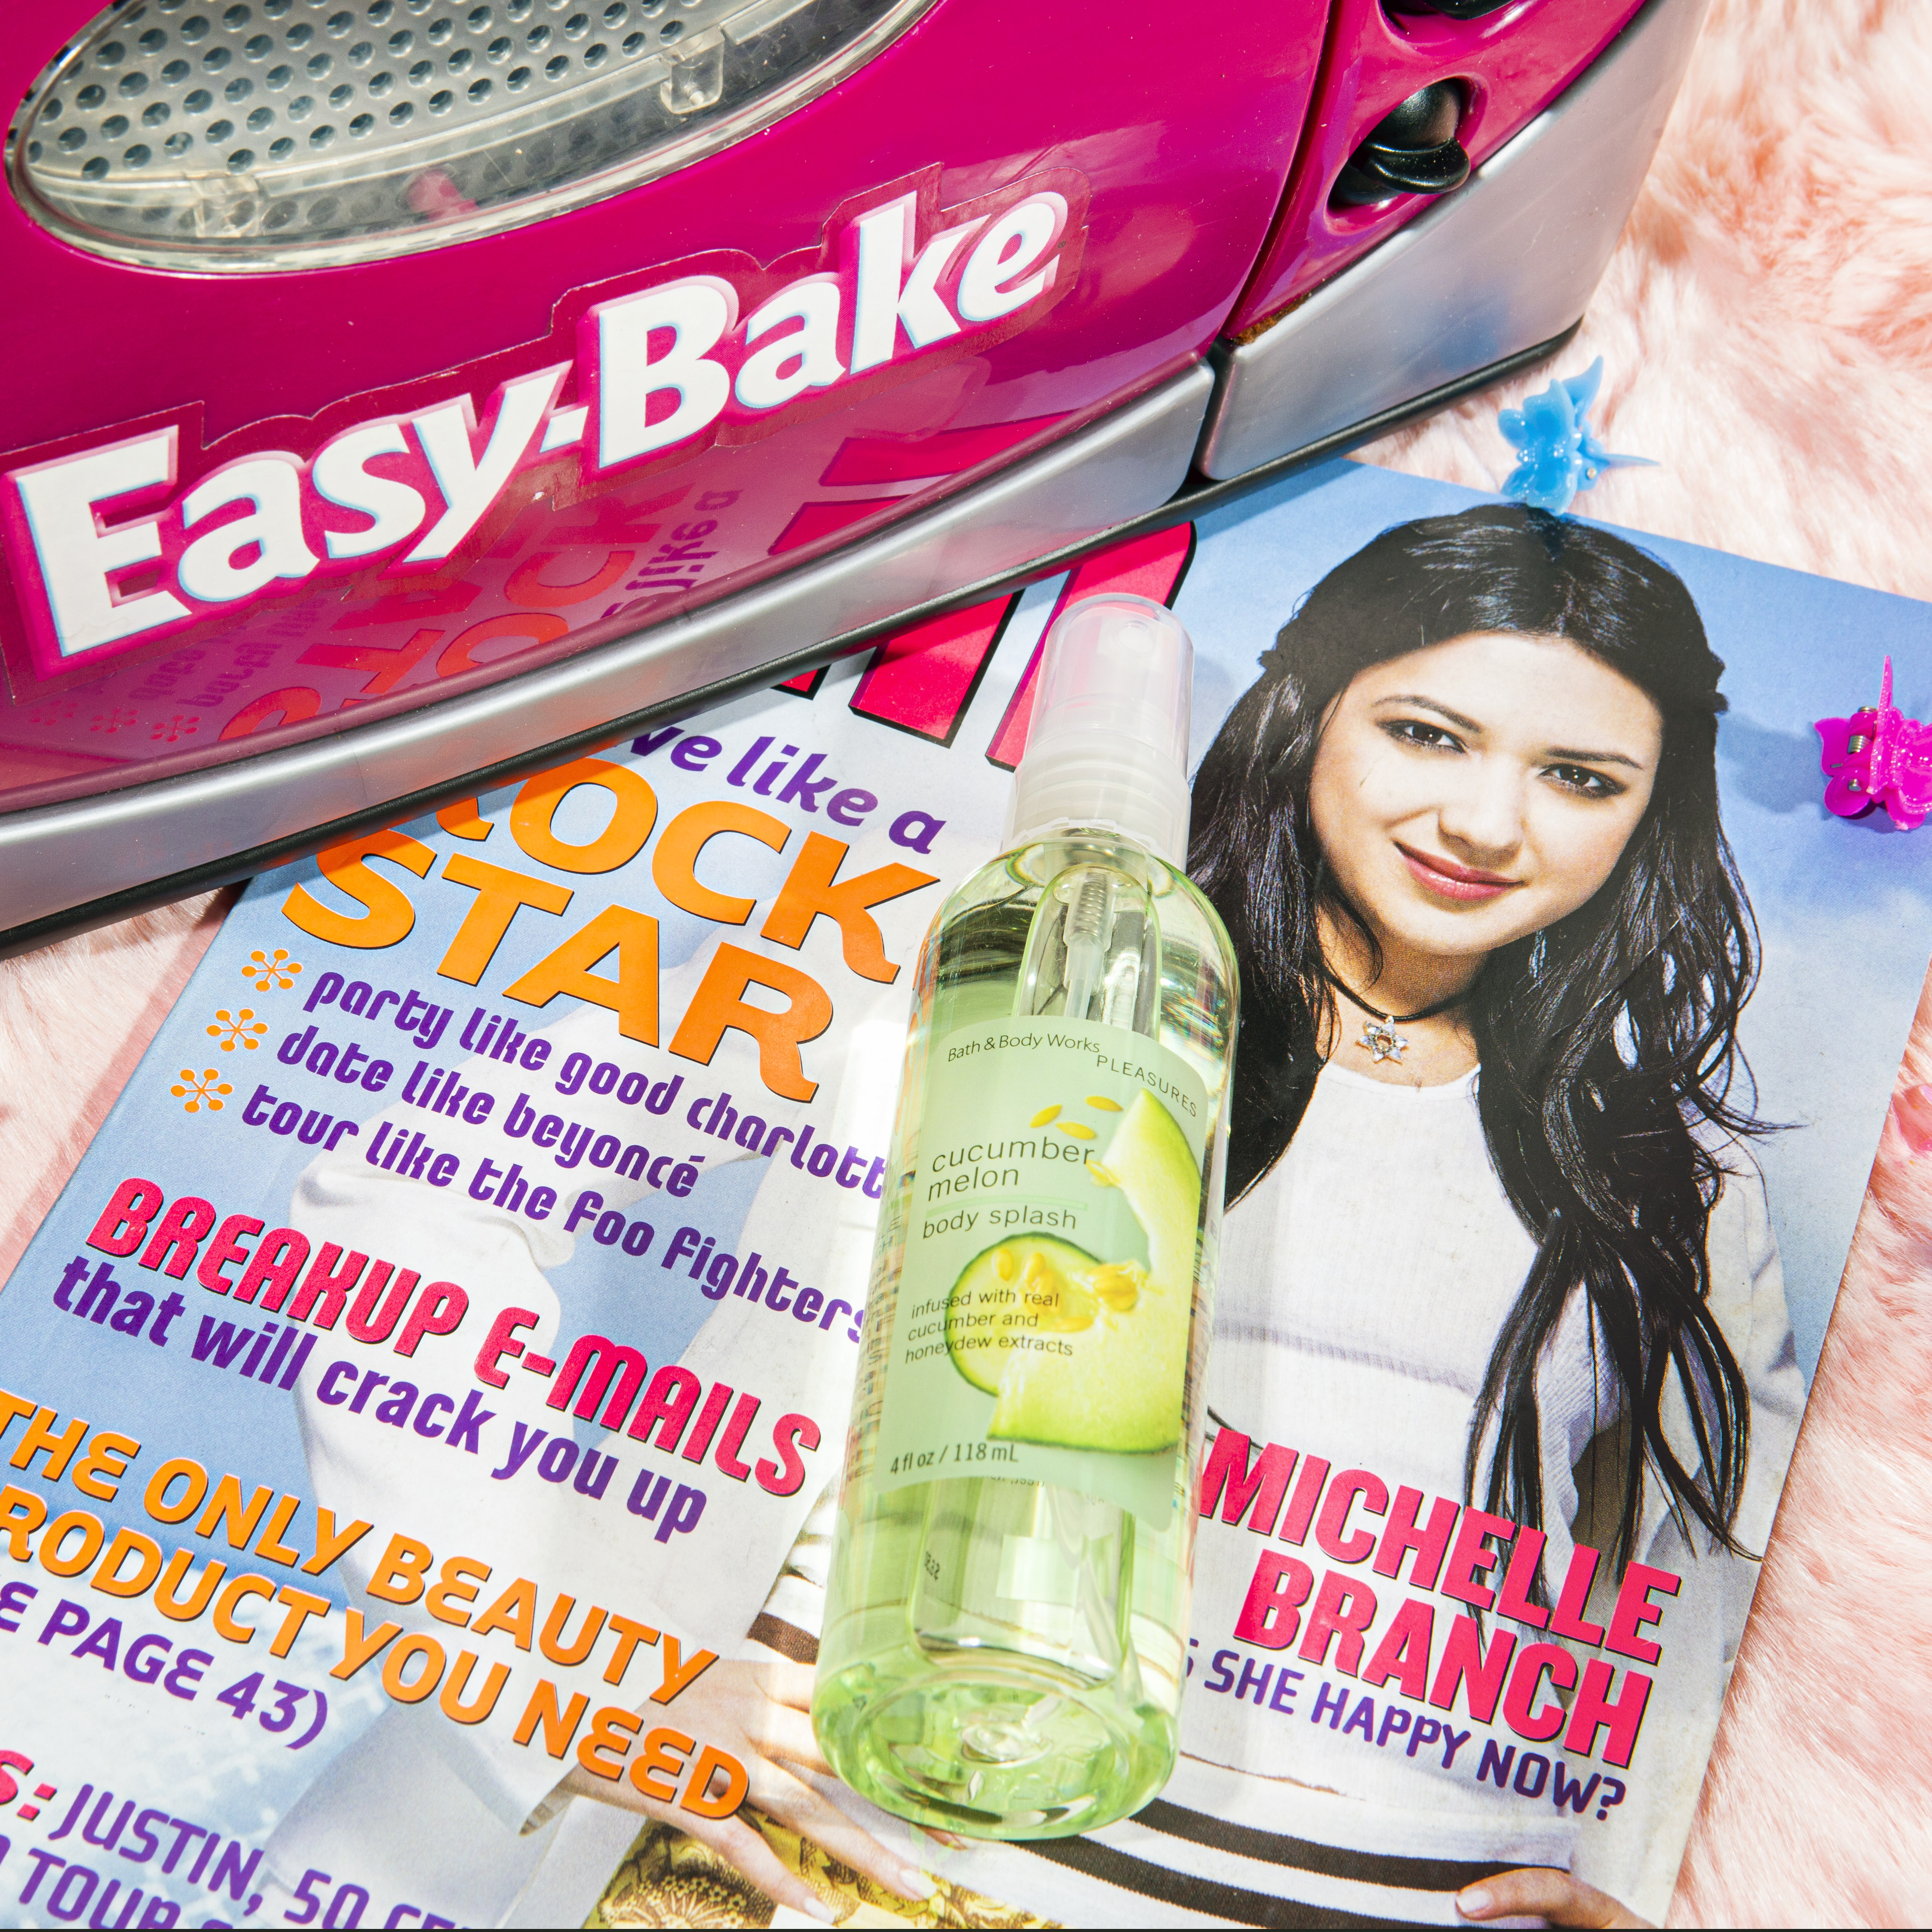 Easy-Bake
like a
ROCK
STAR
party like good
date like beyoncé
tour like the foo fighters
BREAKUP E-MAILS
that will crack you up
THE ONLY BEAUTY
PRODUCT YOU NEED
PAGE 43)
JUSTIN, 50
TOUR
Bath & Body Works
PLEASURES
cucumber
melon
body splash
infused with real
cucumber and
honeydew extracts
4 fl oz / 118 mL
MICHELLE
BRANCH
SHE HAPPY NOW?